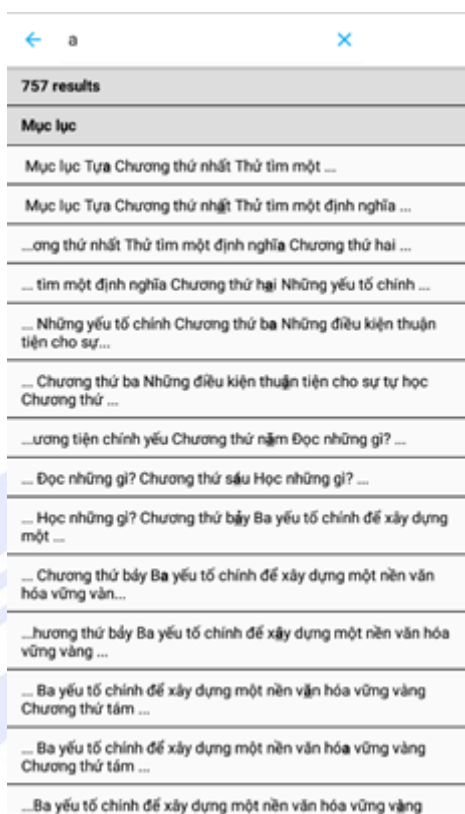 a
757 results
Mục lục
Mục lục Tựa Chương thứ nhất Thử tìm một ...
Mục lục Tựa Chương thứ nhất Thử tìm một định nghĩa ...
...ơng thứ nhất Thử tìm một định nghĩa Chương thứ hai ...
... tìm một định nghĩa Chương thứ hai Những yếu tố chính ...
... Những yếu tố chính Chương thứ ba Những điều kiện thuận
tiện cho sự...
... Chương thứ ba Những điều kiện thuận tiện cho sự tự học
Chương thứ ...
...ương tiện chính yếu Chương thứ năm Đọc những gì? ...
... Đọc những gì? Chương thứ sáu Học những gì? ...
... Học những gì? Chương thứ bảy Ba yếu tố chính để xây dựng
một ...
... Chương thứ bảy Ba yếu tố chính để xây dựng một nền văn
hóa vững vàn...
...hương thứ bảy Ba yếu tố chính để xây dựng một nền văn hóa
vững vàng ...
... Ba yếu tố chính để xây dựng một nền văn hóa vững vàng
Chương thứ tám ...
... Ba yếu tố chính để xây dựng một nền văn hóa vững vàng
Chương thứ tám ...
...Ba yếu tố chính để xây dựng một nền văn hóa vững vàng